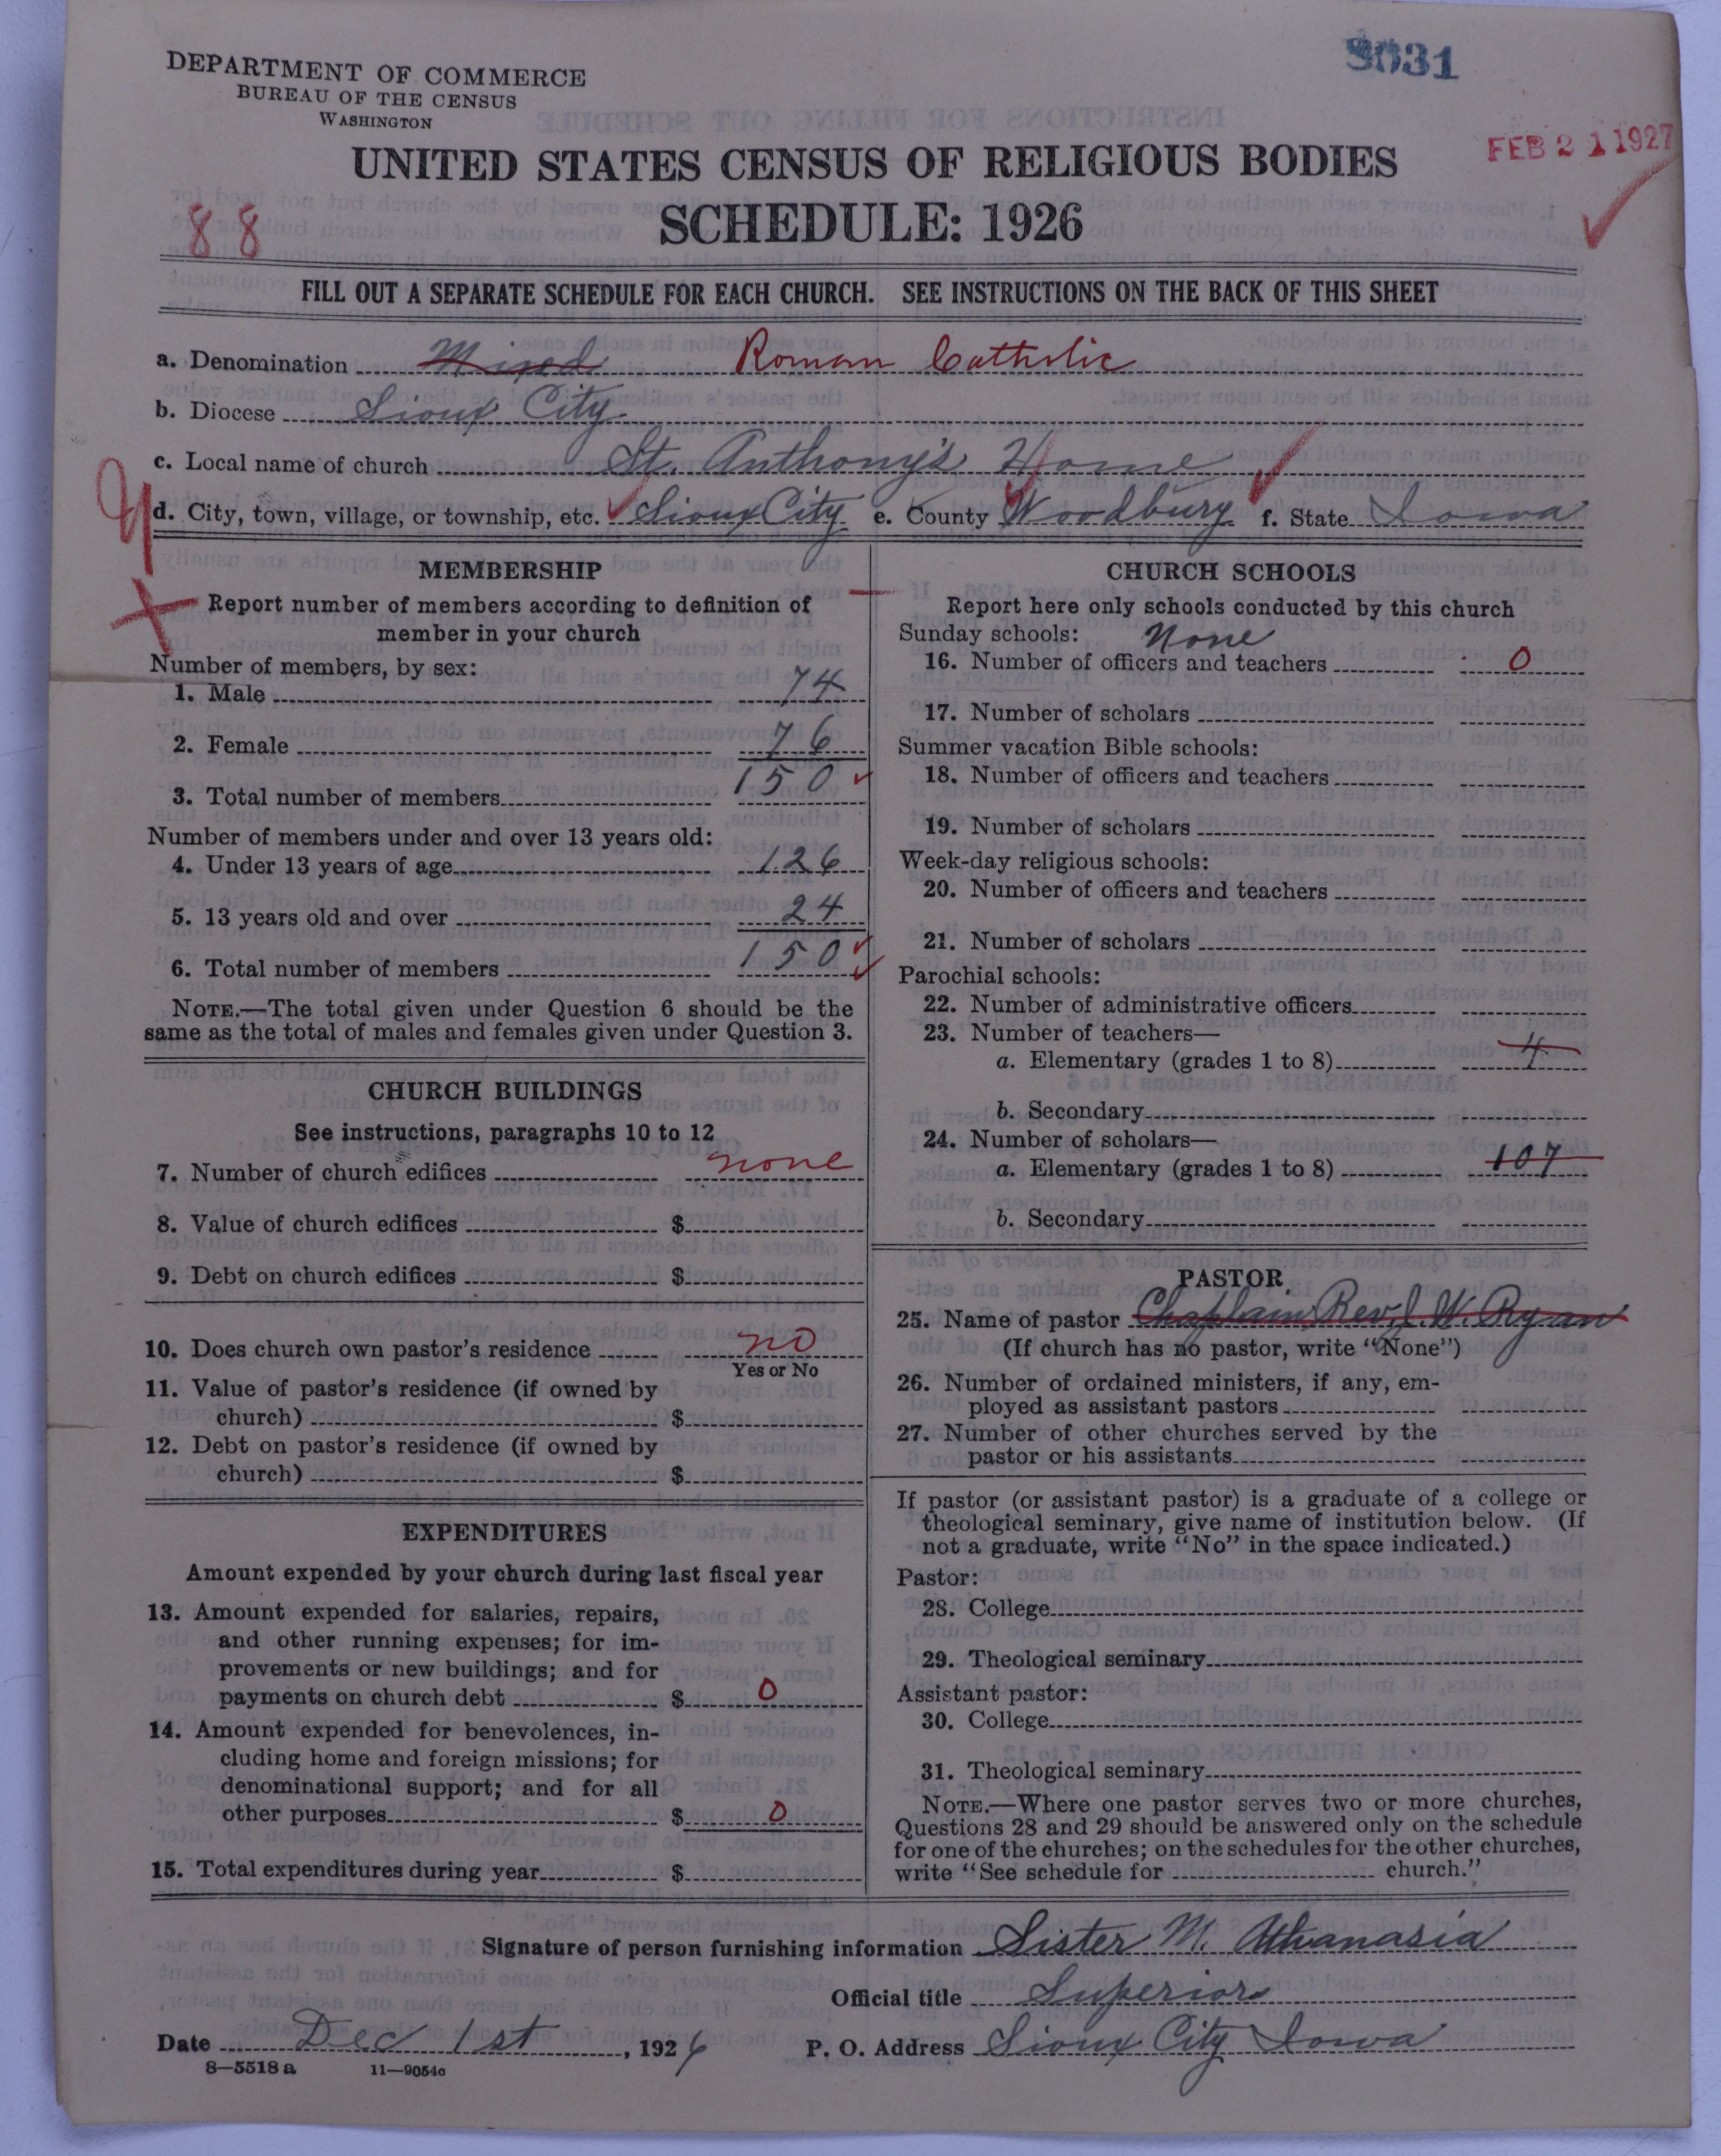 DEPARTMENT OF COMMERCE
BUREAU OF THE CENSUS
WASHINGTON
9031
FEB 21 1927
UNITED STATES CENSUS OF RELIGIOUS BODIES
SCHEDULE: 1926
88
FILL OUT A SEPARATE SCHEDULE FOR EACH CHURCH. SEE INSTRUCTIONS ON THE BACK OF THIS SHEET
a. Denomination Mixed Roman Catholic
b. Diocese Sioux City
c. Local name of church St. Anthony's Home
d. City, town, village, or township, etc. Sioux City e. County Woodbury f. State Iowa
MEMBERSHIP
Report number of members according to definition of
member in your church
Number of members, by sex:
1. Male 74
2. Female 76
3. Total number of members 150
Number of members under and over 13 years old:
4. Under 13 years of age 126
5. 13 years old and over 24
6. Total number of members 150
NOTE.—The total given under Question 6 should be the
same as the total of males and females given under Question 3.
CHURCH BUILDINGS
See instructions, paragraphs 10 to 12
7. Number of church edifices none
8. Value of church edifices $
9. Debt on church edifices $
10. Does church own pastor's residence no
Yes or No
11. Value of pastor's residence (if owned by
church) $
12. Debt on pastor's residence (if owned by
church) $
EXPENDITURES
Amount expended by your church during last fiscal year
13. Amount expended for salaries, repairs,
and other running expenses; for im-
provements or new buildings; and for
payments on church debt $ 0
14. Amount expended for benevolences, in-
cluding home and foreign missions; for
denominational support; and for all
other purposes $ 0
15. Total expenditures during year $
CHURCH SCHOOLS
Report here only schools conducted by this church
Sunday schools: None
16. Number of officers and teachers 0
17. Number of scholars
Summer vacation Bible schools:
18. Number of officers and teachers
19. Number of scholars
Week-day religious schools:
20. Number of officers and teachers
21. Number of scholars
Parochial schools:
22. Number of administrative officers
23. Number of teachers—
a. Elementary (grades 1 to 8) 4
b. Secondary
24. Number of scholars—
a. Elementary (grades 1 to 8) 107
b. Secondary
PASTOR
25. Name of pastor Chaplain Rev. J. W. Ryan
(If church has no pastor, write "None")
26. Number of ordained ministers, if any, em-
ployed as assistant pastors
27. Number of other churches served by the
pastor or his assistants
If pastor (or assistant pastor) is a graduate of a college or
theological seminary, give name of institution below. (If
not a graduate, write "No" in the space indicated.)
Pastor:
28. College
29. Theological seminary
Assistant pastor:
30. College
31. Theological seminary
NOTE.—Where one pastor serves two or more churches,
Questions 28 and 29 should be answered only on the schedule
for one of the churches; on the schedules for the other churches,
write "See schedule for church."
Signature of person furnishing information Sister M. Athanasia
Official title Superior
Date Dec 1st, 1926 P. O. Address Sioux City Iowa
8—5518 a 11—9054c